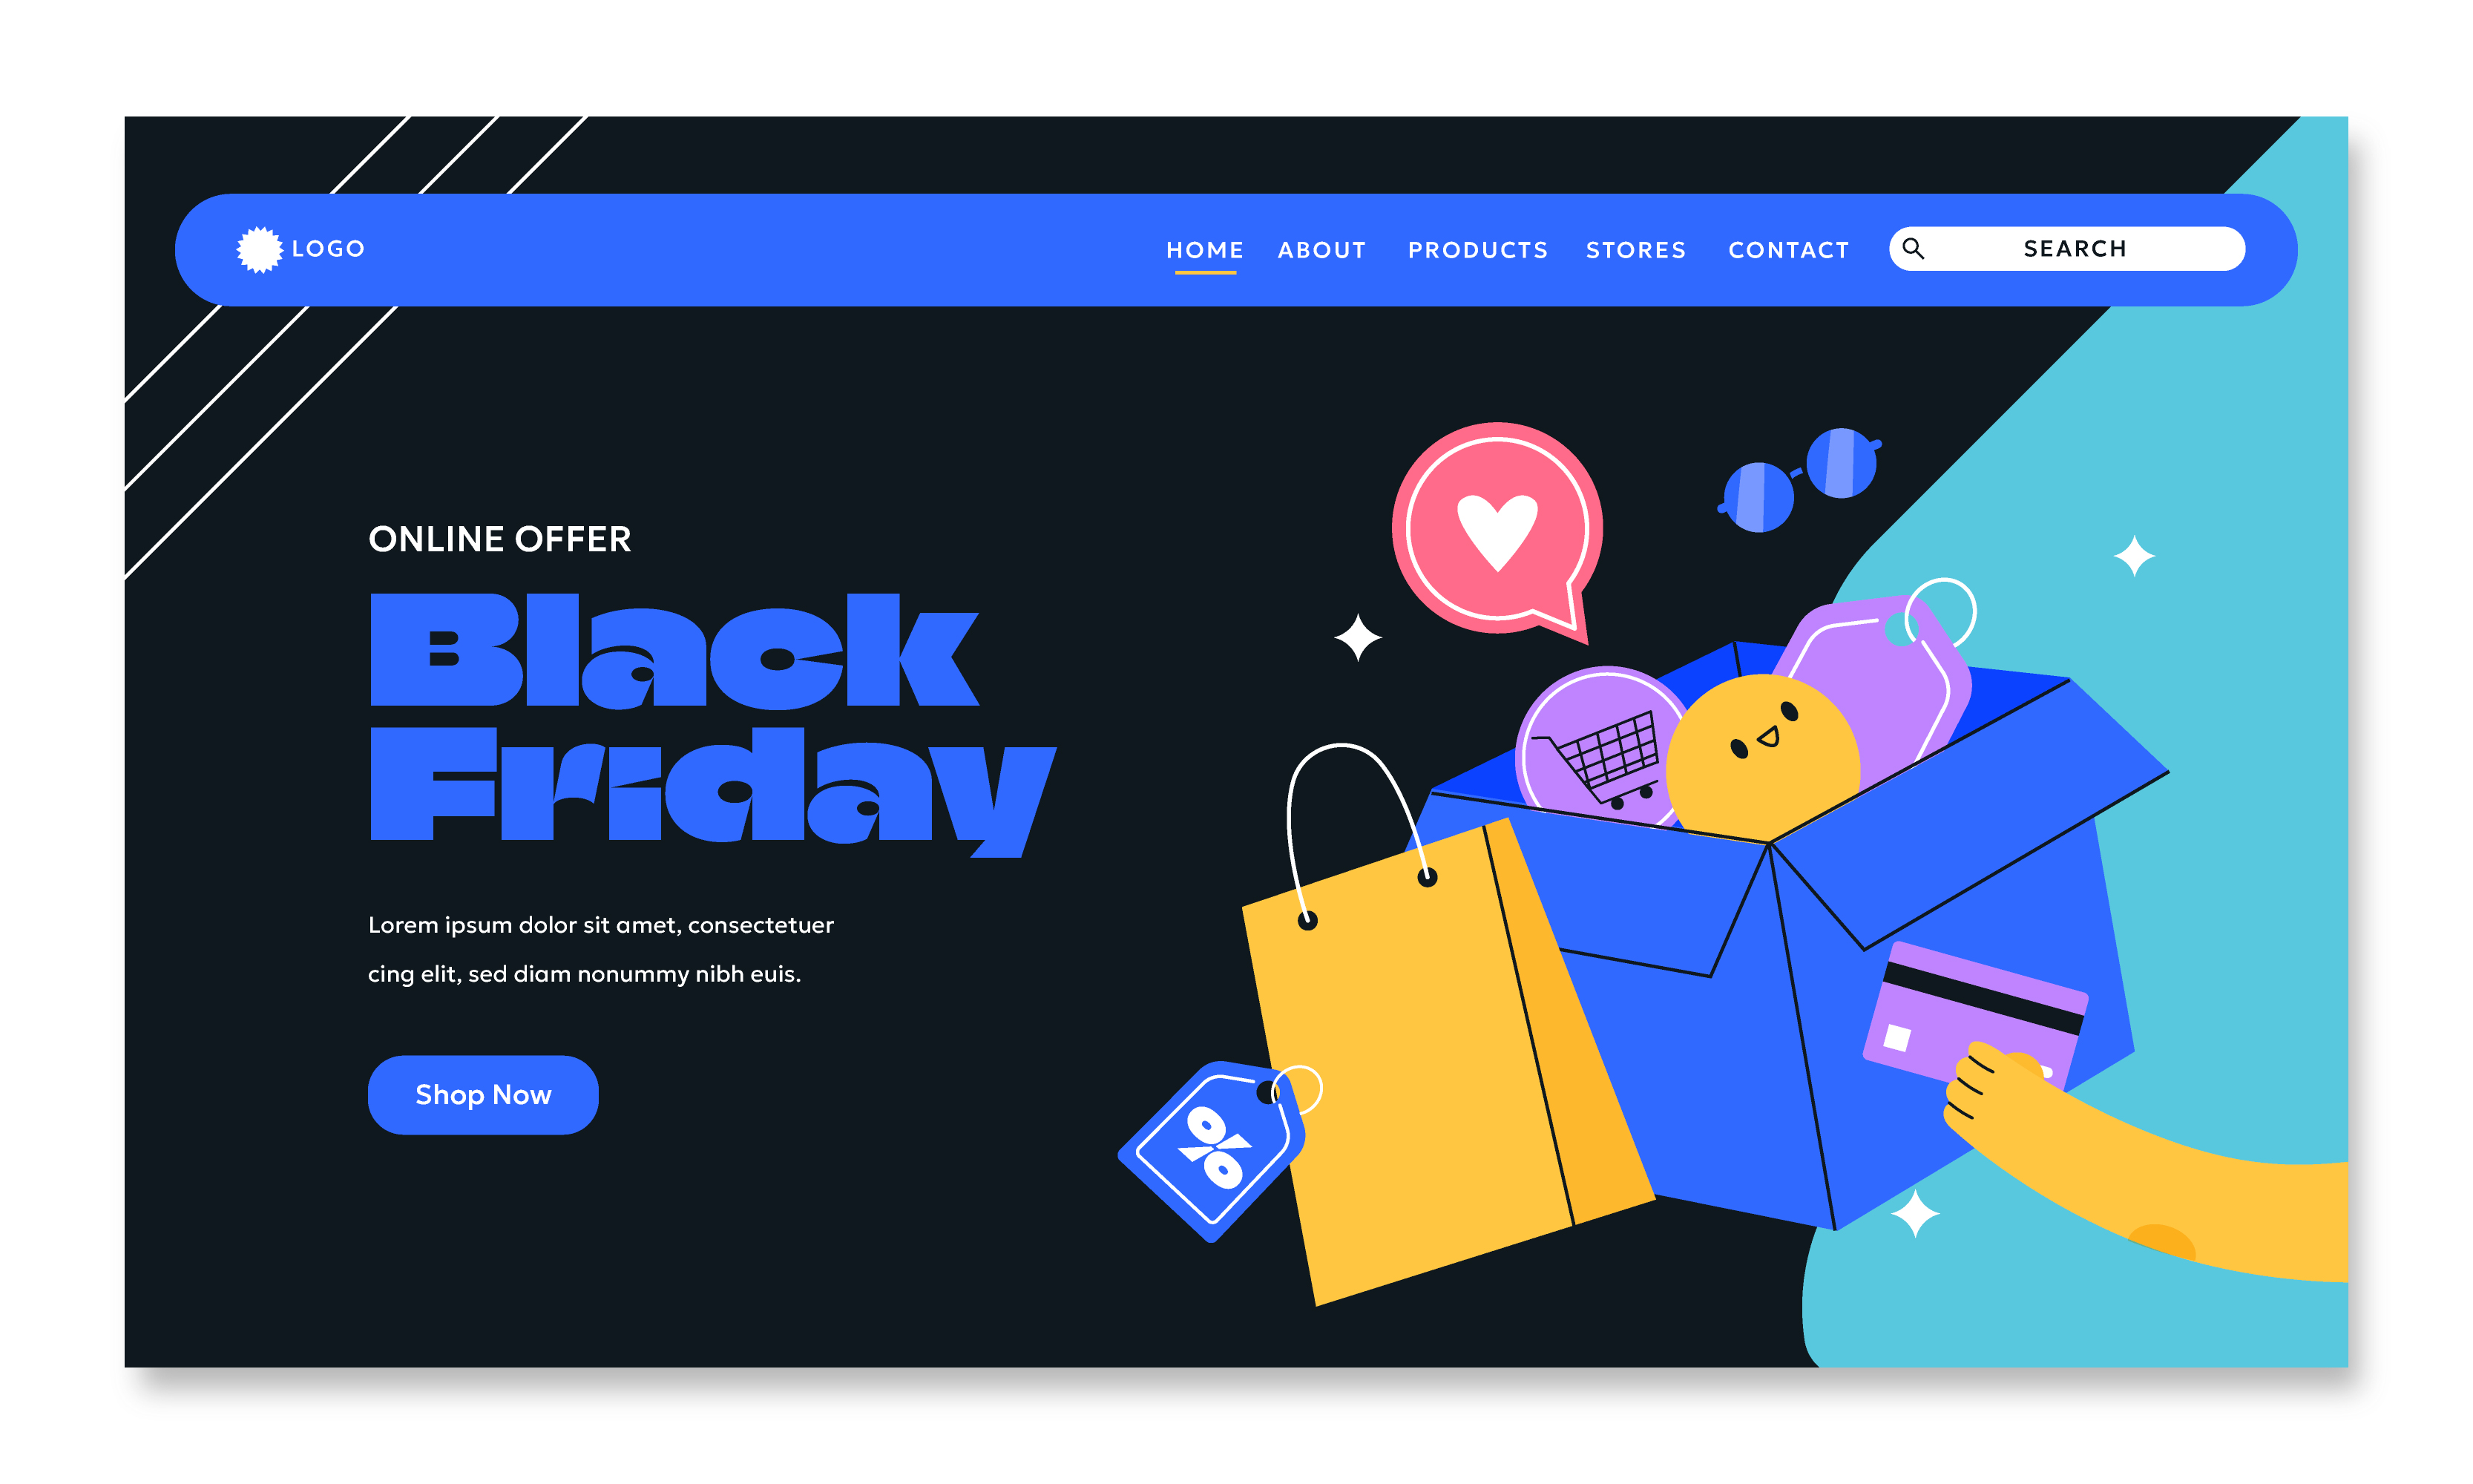 LOGO
HOME ABOUT PRODUCTS STORES CONTACT SEARCH
ONLINE OFFER
Black
Friday
Lorem ipsum dolor sit amet, consectetuer
cing elit, sed diam nonummy nibh euis.
Shop Now
%